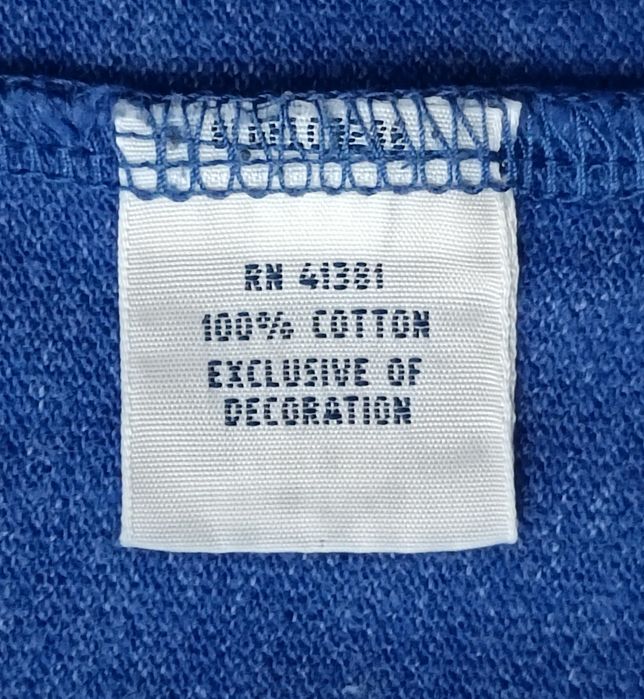 RN 41381
100% COTTON
EXCLUSIVE OF
DECORATION